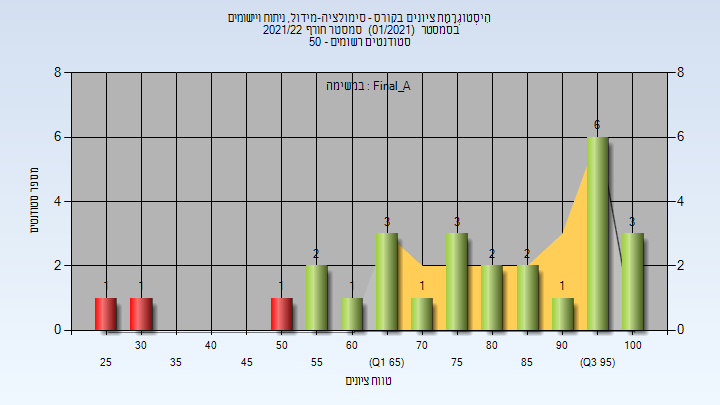 היסטוגרמת ציונים בקורס - סימולציה-מידול, ניתוח ויישומים
בסמסטר (01/2021) סמסטר חורף 2021/22
סטודנטים רשומים - 50
במשימה : Final_A
מספר סטודנטים
8 8
6 6
4 4
2 2
0 0
1 1 1 2 1 3 1 3 2 2 1 6 3
30 40 50 60 70 80 90 100
25 35 45 55 (Q1 65) 75 85 (Q3 95)
טווח ציונים